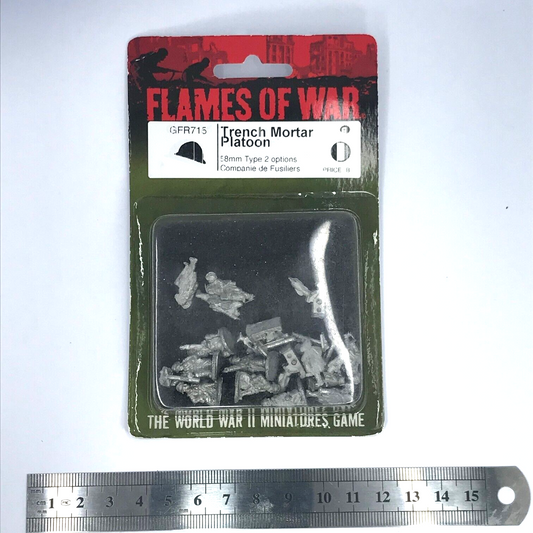 FLAMES OF WAR
GFR715
Trench Mortar
Platoon
58mm Type 2 options
Companie de Fusiliers
PRICE
THE WORLD WAR II MINIATURES GAME
1 2 3 4 5 6 7 8 9 10 11 12 13 14 15